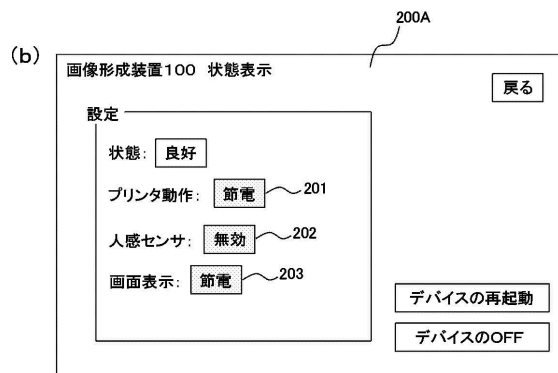 200A
(b)
画像形成装置100 状態表示
戻る
設定
状態: 良好
プリンタ動作: 節電 201
人感センサ: 無効 202
画面表示: 節電 203
デバイスの再起動
デバイスのOFF